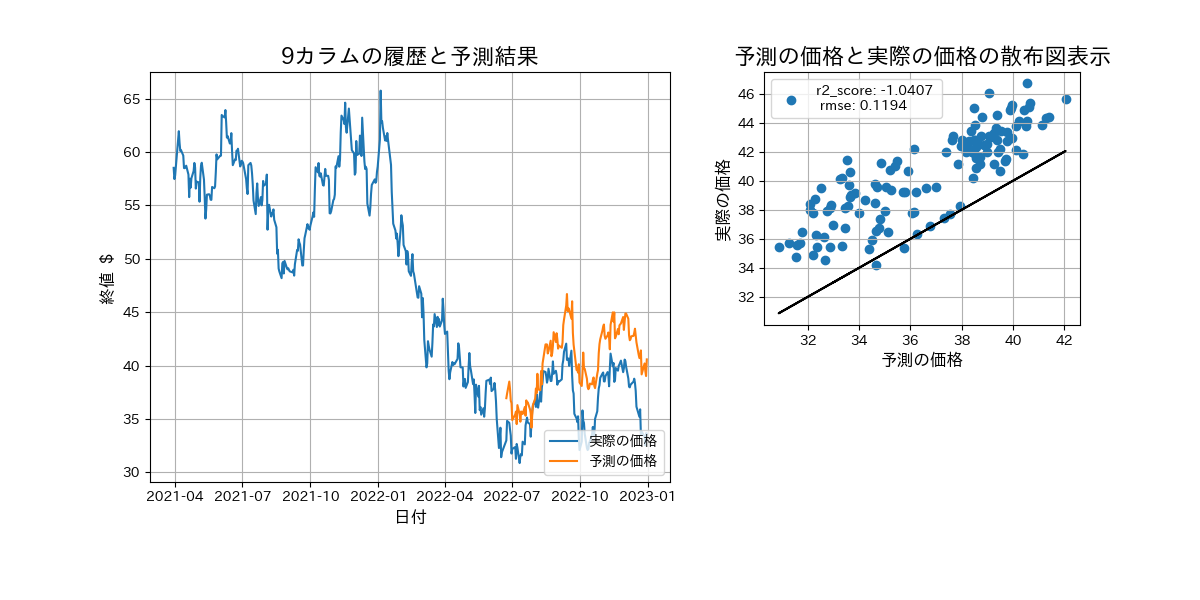 9カラムの履歴と予測結果
終値 $
65
60
55
50
45
40
35
30
2021-04 2021-07 2021-10 2022-01 2022-04 2022-07 2022-10 2023-01
日付
実際の価格
予測の価格
予測の価格と実際の価格の散布図表示
実際の価格
46
44
42
40
38
36
34
32
r2_score: -1.0407
rmse: 0.1194
32 34 36 38 40 42
予測の価格